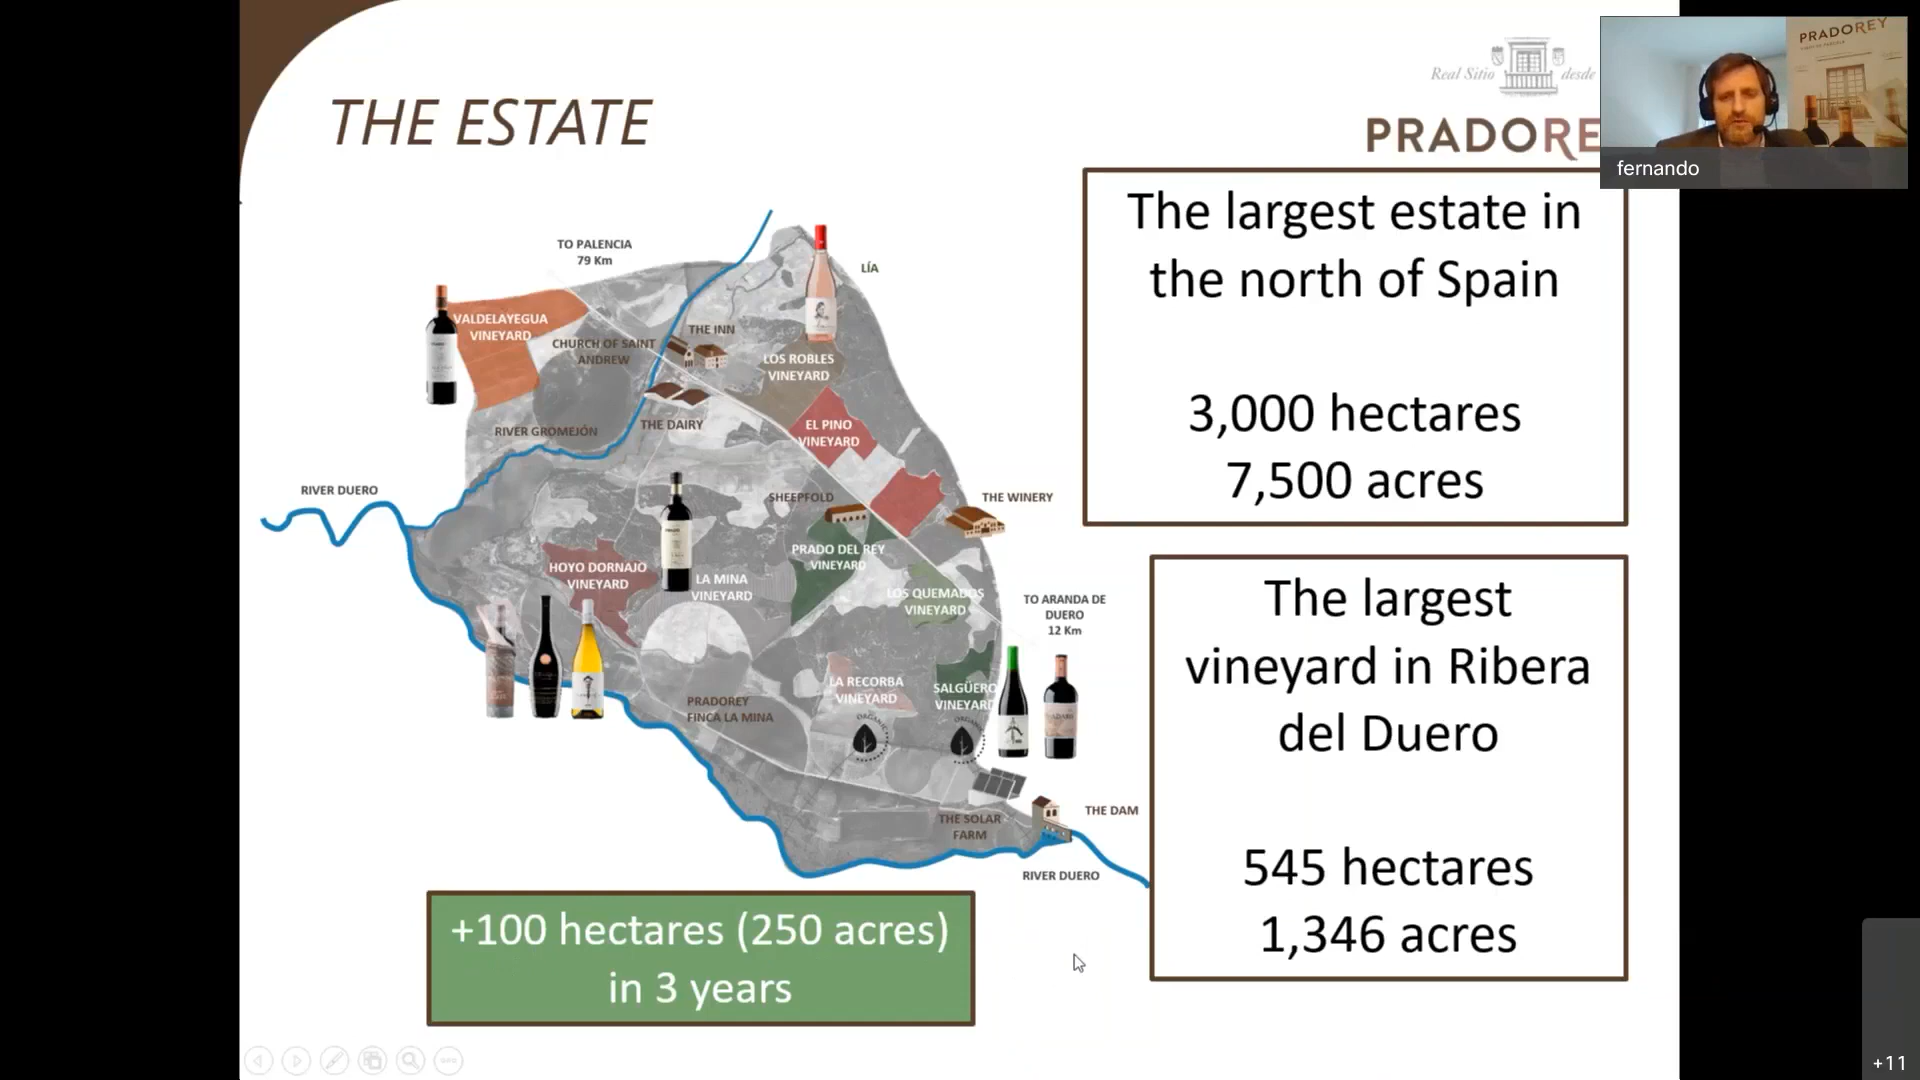 THE ESTATE
Real Sitio desde
PRADORE
PRADOREY
fernando
The largest estate in
the north of Spain
3,000 hectares
7,500 acres
TO PALENCIA
79 Km
LÍA
VALDELAYEGUA
VINEYARD
THE INN
CHURCH OF SAINT
ANDREW
LOS ROBLES
VINEYARD
THE DAIRY
EL PINO
VINEYARD
RIVER GROMEJÓN
RIVER DUERO
SHEEPFOLD
THE WINERY
PRADO DEL REY
VINEYARD
HOYO DORNAJO
VINEYARD
LA MINA
VINEYARD
LOS QUEMADOS
VINEYARD
TO ARANDA DE
DUERO
12 Km
LA RECORBA
VINEYARD
SALGÜERO
VINEYARD
PRADOREY
FINCA LA MINA
ORGANIC
ORGANIC
THE SOLAR
FARM
THE DAM
RIVER DUERO
The largest
vineyard in Ribera
del Duero
545 hectares
1,346 acres
+100 hectares (250 acres)
in 3 years
+11